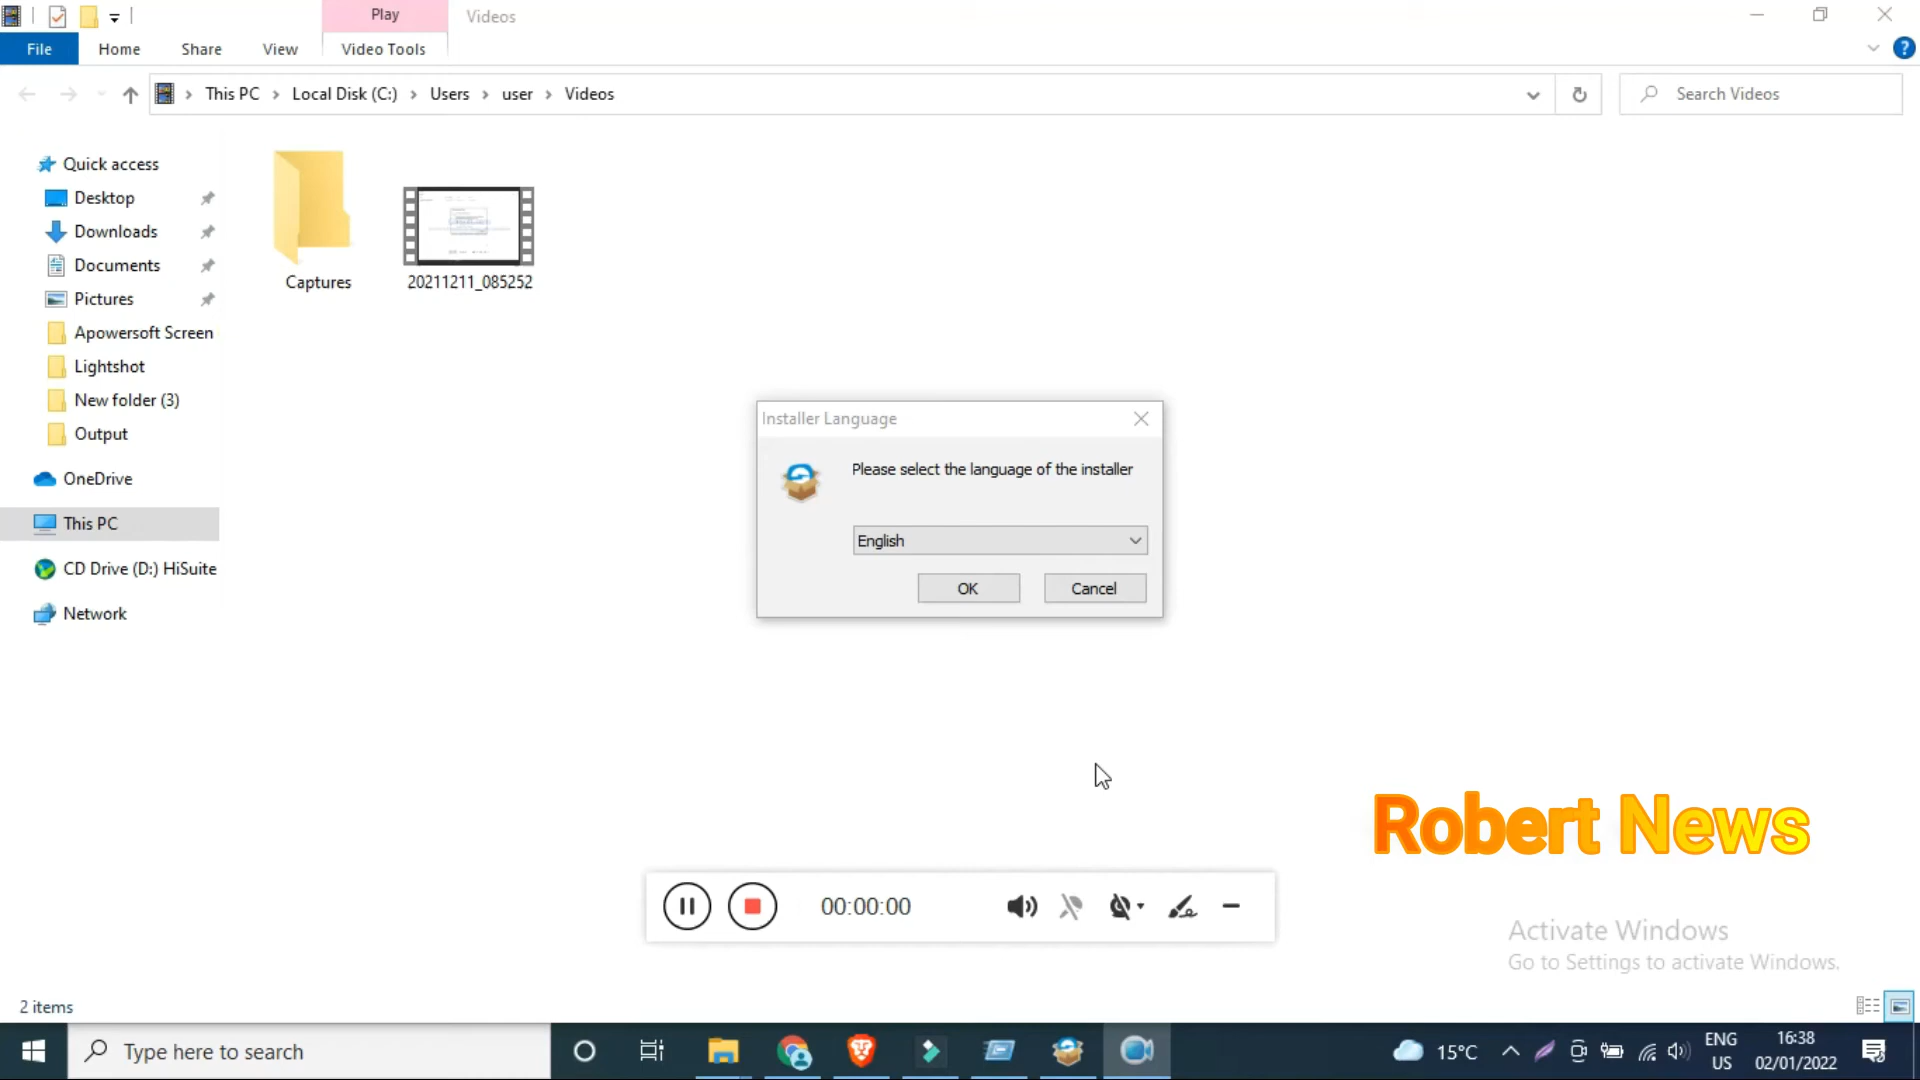 Play
Videos
File
Home
Share
View
Video Tools
This PC
Local Disk (C:)
Users
user
Videos
Search Videos
Quick access
Desktop
Downloads
Documents
Pictures
Apowersoft Screen
Lightshot
New folder (3)
Output
OneDrive
This PC
CD Drive (D:) HiSuite
Network
Captures
20211211_085252
Installer Language
Please select the language of the installer
English
OK
Cancel
Robert News
00:00:00
Activate Windows
Go to Settings to activate Windows.
2 items
Type here to search
15°C
ENG
US
16:38
02/01/2022